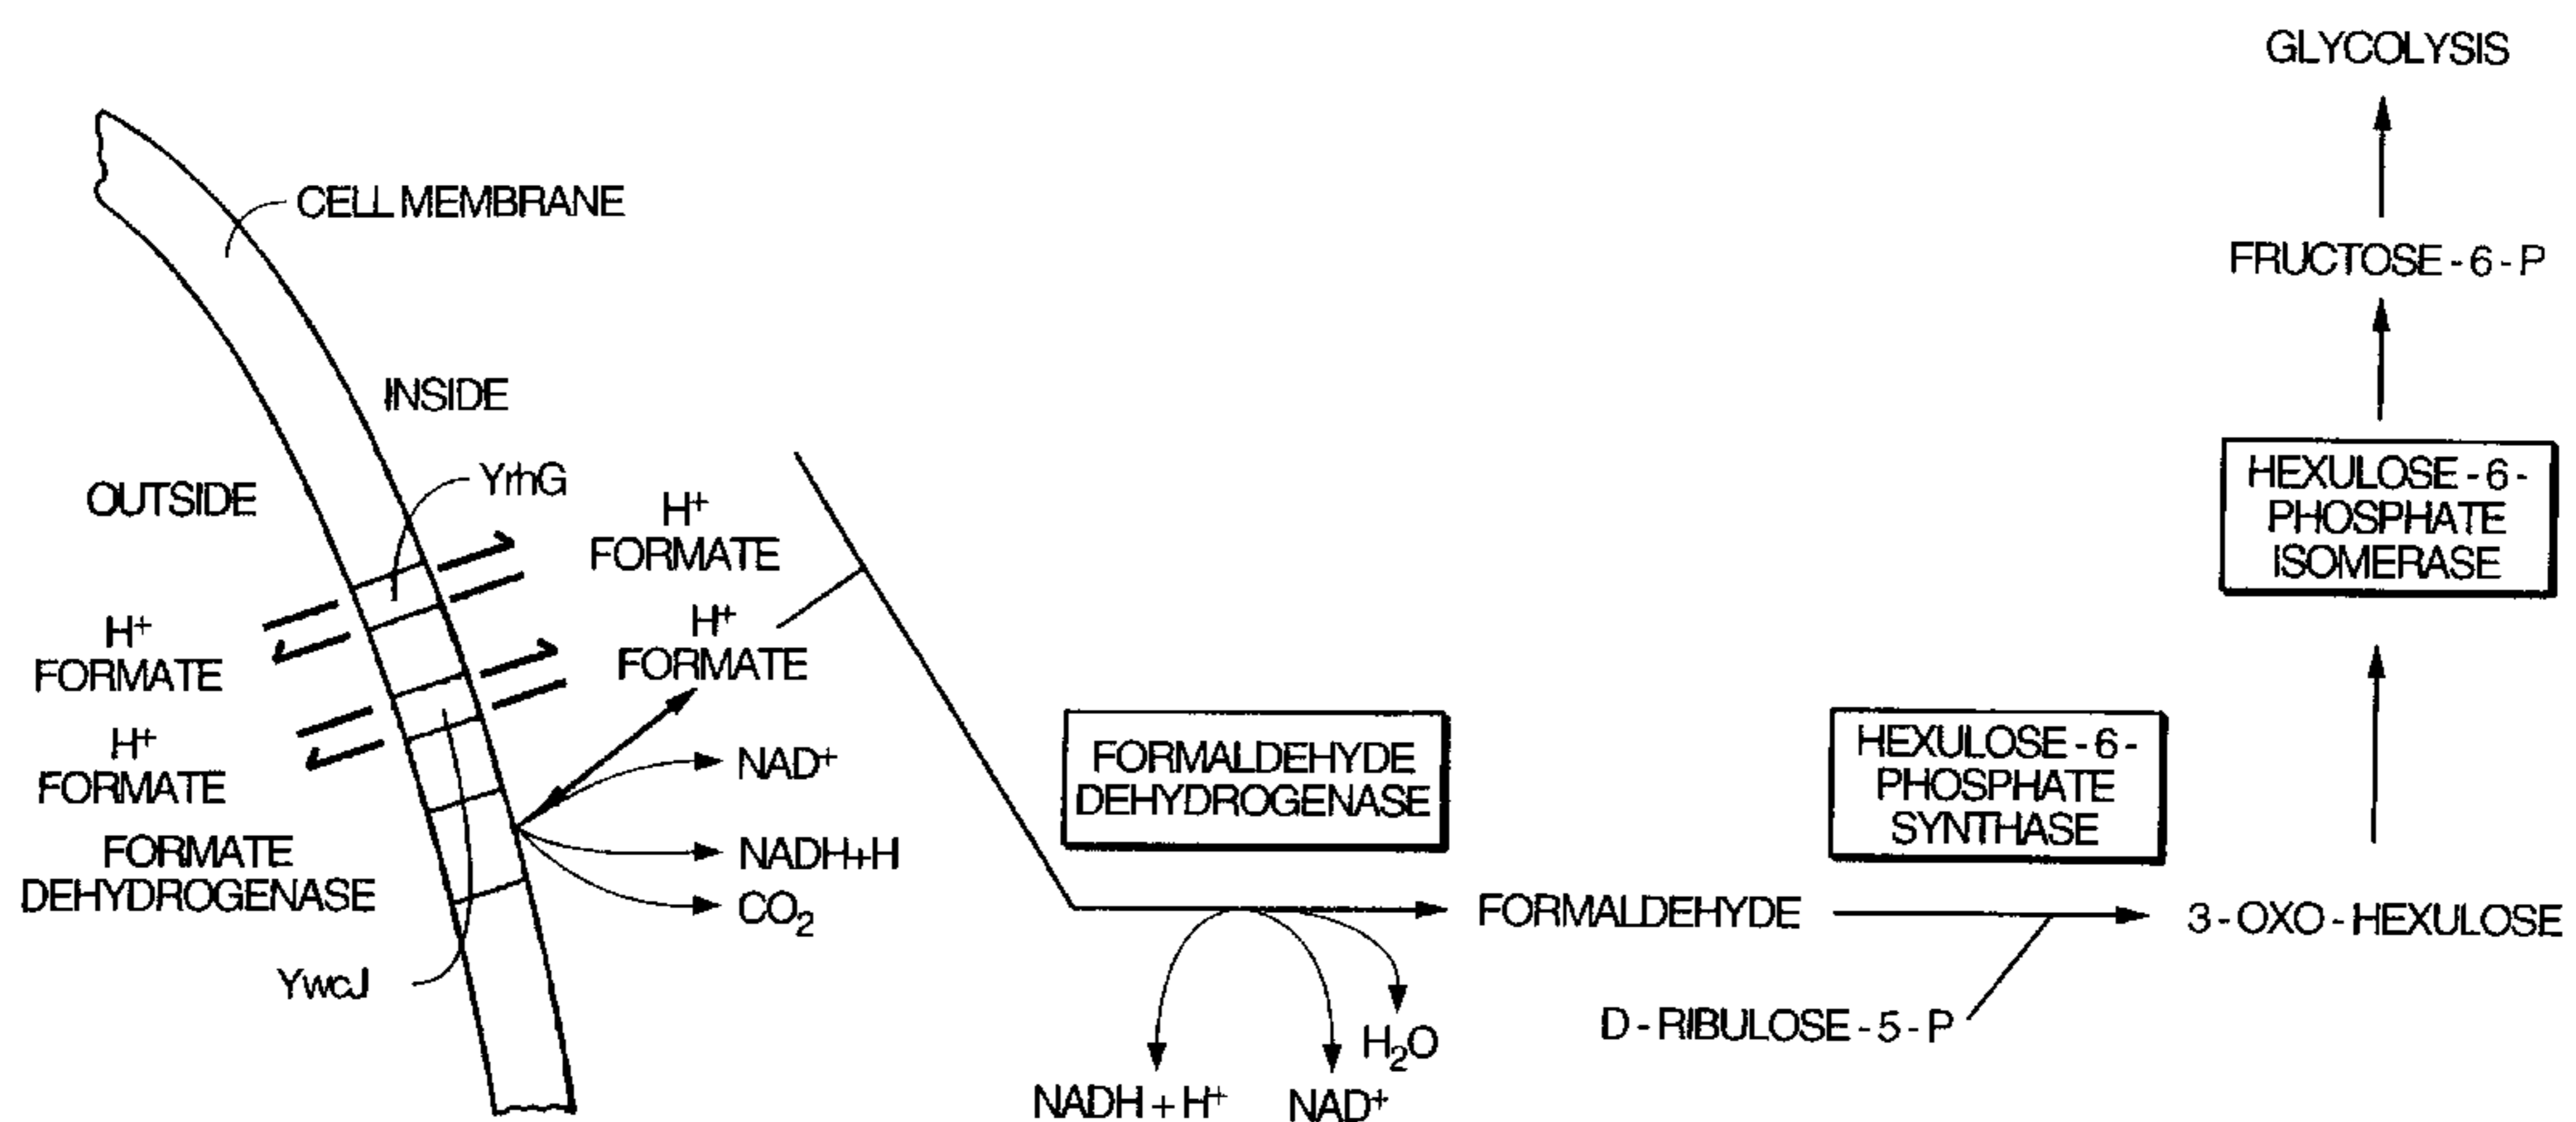 GLYCOLYSIS
CELL MEMBRANE
FRUCTOSE - 6 - P
INSIDE
YrhG
OUTSIDE
H+
FORMATE
HEXULOSE - 6 -
PHOSPHATE
ISOMERASE
H+
FORMATE
H+
FORMATE
H+
FORMATE
NAD+
FORMALDEHYDE
DEHYDROGENASE
HEXULOSE - 6 -
PHOSPHATE
SYNTHASE
FORMATE
DEHYDROGENASE
NADH+H
CO2
FORMALDEHYDE
3 - OXO - HEXULOSE
YwcJ
D - RIBULOSE - 5 - P
H2O
NADH + H+
NAD+